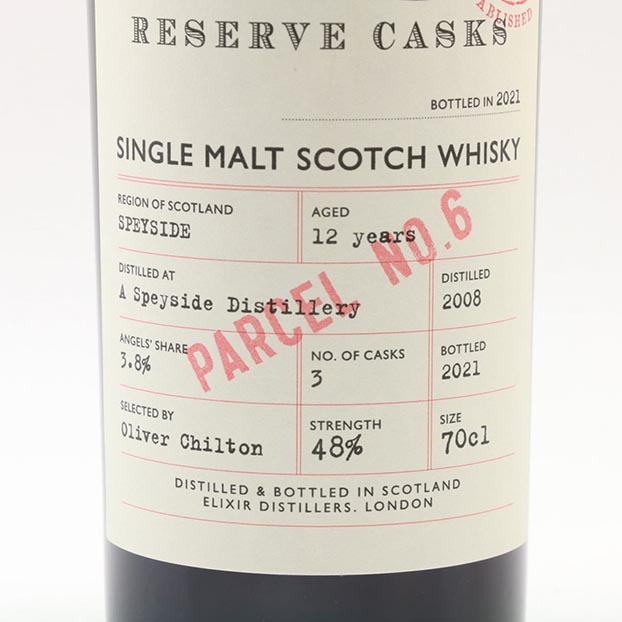 ABLISHED
RESERVE CASKS
BOTTLED IN 2021
SINGLE MALT SCOTCH WHISKY
REGION OF SCOTLAND
SPEYSIDE
AGED
12 years
DISTILLED AT
A Speyside Distillery
DISTILLED
2008
PARCEL NO.6
ANGELS' SHARE
3.8%
NO. OF CASKS
3
BOTTLED
2021
SELECTED BY
Oliver Chilton
STRENGTH
48%
SIZE
70cl
DISTILLED & BOTTLED IN SCOTLAND
ELIXIR DISTILLERS. LONDON